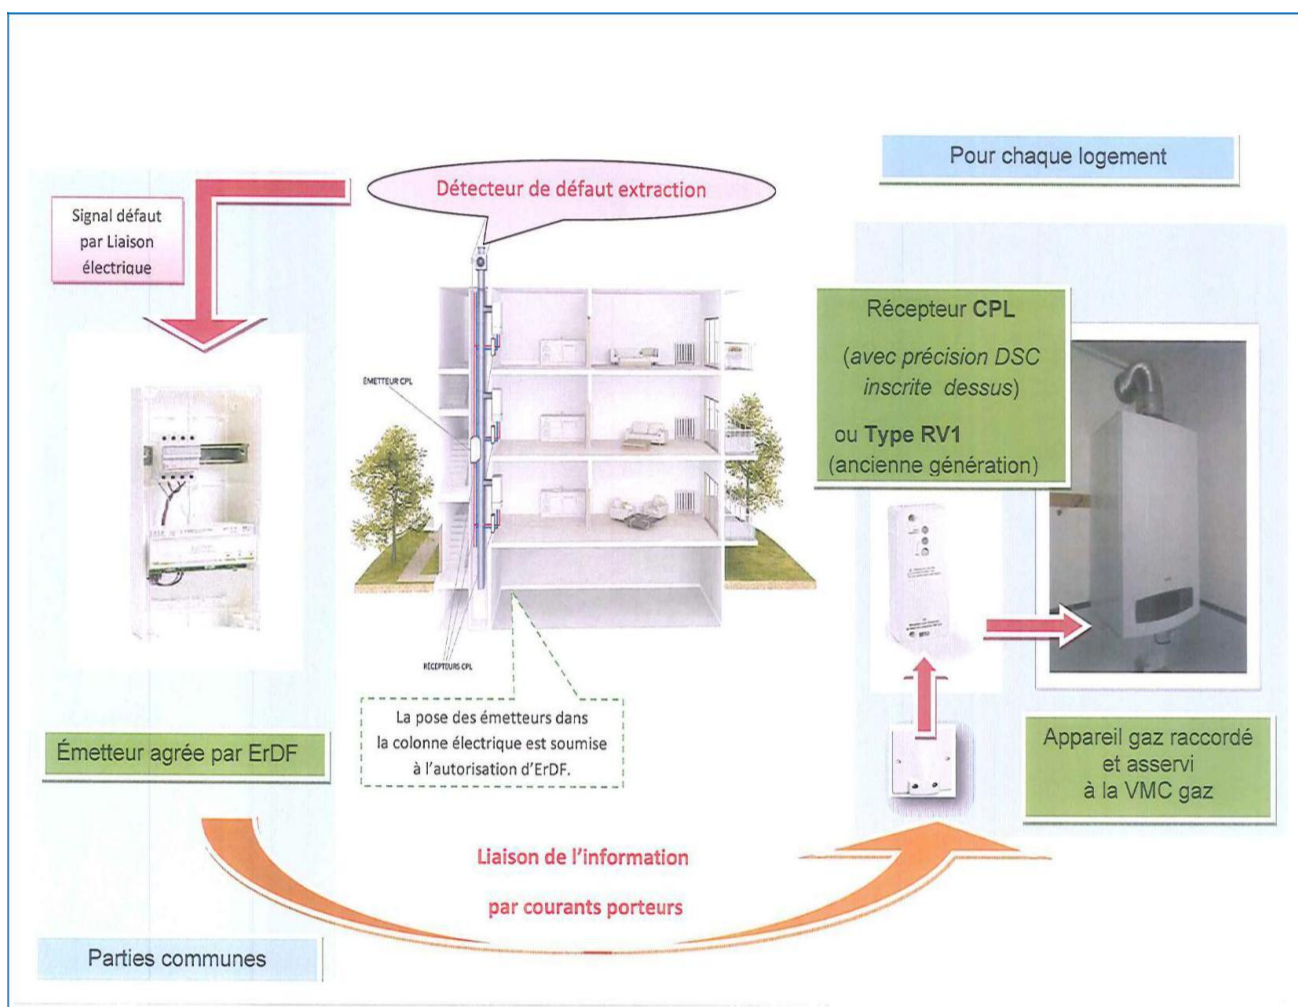 Pour chaque logement
Détecteur de défaut extraction
Signal défaut
par Liaison
électrique
Récepteur CPL
(avec précision DSC
inscrite dessus)
ou Type RV1
(ancienne génération)
ÉMETTEUR CPL
RÉCEPTEURS CPL
La pose des émetteurs dans
la colonne électrique est soumise
à l'autorisation d'ErDF.
Émetteur agrée par ErDF
Appareil gaz raccordé
et asservi
à la VMC gaz
Liaison de l'information
par courants porteurs
Parties communes